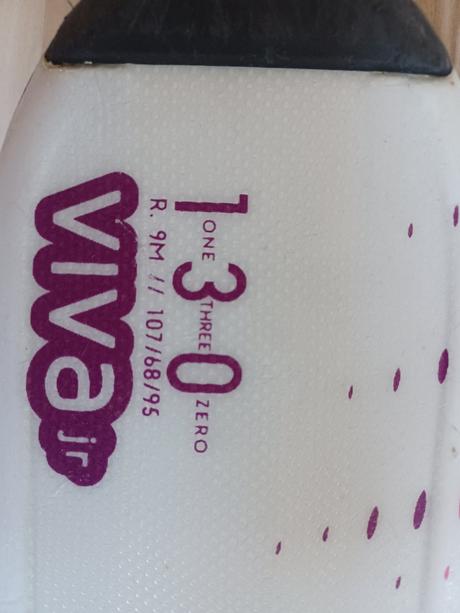 1 ONE 3 THREE 0 ZERO
R. 9M // 107/68/95
viva jr